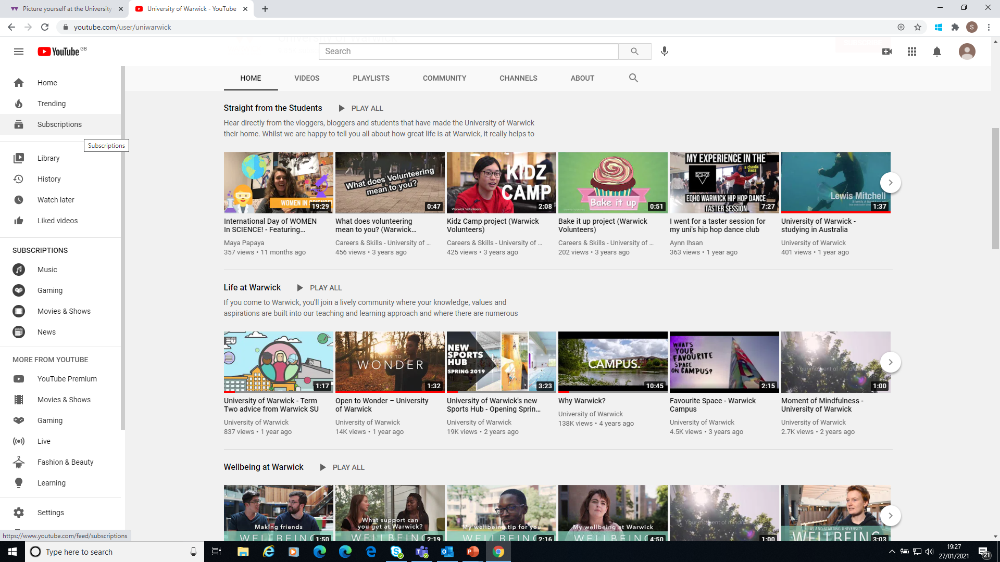 Picture yourself at the University
University of Warwick - YouTube
youtube.com/user/uniwarwick
S
YouTube GB
Search
Home
Trending
Subscriptions
Subscriptions
Library
History
Watch later
Liked videos
SUBSCRIPTIONS
Music
Gaming
Movies & Shows
News
MORE FROM YOUTUBE
YouTube Premium
Movies & Shows
Gaming
Live
Fashion & Beauty
Learning
Settings
https://www.youtube.com/feed/subscriptions
HOME VIDEOS PLAYLISTS COMMUNITY CHANNELS ABOUT
Straight from the Students PLAY ALL
Hear directly from the vloggers, bloggers and students that have made the University of Warwick
their home. Whilst we are happy to tell you all about how great life is at Warwick, it really helps to
WOMEN IN SCIENCE!
19:29
International Day of WOMEN
In SCIENCE! - Featuring...
Maya Papaya
357 views • 11 months ago
What does Volunteering
mean to you?
0:47
What does volunteering
mean to you? (Warwick...
Careers & Skills - University of ...
456 views • 3 years ago
KIDZ
CAMP
Warwick Volunteers
2:08
Kidz Camp project (Warwick
Volunteers)
Careers & Skills - University of ...
425 views • 3 years ago
Bake it up
0:51
Bake it up project (Warwick
Volunteers)
Careers & Skills - University of ...
202 views • 3 years ago
MY EXPERIENCE IN THE
a chaotic
mess
EQHO
EQHO WARWICK HIP HOP DANCE
TASTER SESSION
7:27
I went for a taster session for
my uni's hip hop dance club
Aynn Ihsan
363 views • 1 year ago
Lewis Mitchell
1:37
University of Warwick -
studying in Australia
University of Warwick
401 views • 1 year ago
Life at Warwick PLAY ALL
If you come to Warwick, you'll join a lively community where your knowledge, values and
aspirations are built into our teaching and learning approach and where there are numerous
1:17
University of Warwick - Term
Two advice from Warwick SU
University of Warwick
837 views • 1 year ago
OPEN TO
WONDER
1:32
Open to Wonder – University
of Warwick
University of Warwick
14K views • 1 year ago
NEW
SPORTS
HUB
SPRING 2019
3:23
University of Warwick's new
Sports Hub - Opening Sprin...
University of Warwick
19K views • 2 years ago
CAMPUS.
10:45
Why Warwick?
University of Warwick
138K views • 4 years ago
WHAT'S
YOUR
FAVOURITE
SPACE
ON CAMPUS?
2:15
Favourite Space - Warwick
Campus
University of Warwick
4.5K views • 3 years ago
Your moment of mindfulness
1:00
Moment of Mindfulness -
University of Warwick
University of Warwick
2.7K views • 2 years ago
Wellbeing at Warwick PLAY ALL
Making friends
WELLBEING
1:50
What support can
you get at Warwick?
WELLBEING
2:19
My wellbeing tip for you
WELLBEING
2:16
My wellbeing at Warwick
WELLBEING
4:50
Your moment of mindfulness
1:00
AS AND STARTING UNIVERSITY
WELLBEING
3:03
Type here to search
19:27
27/01/2021
21